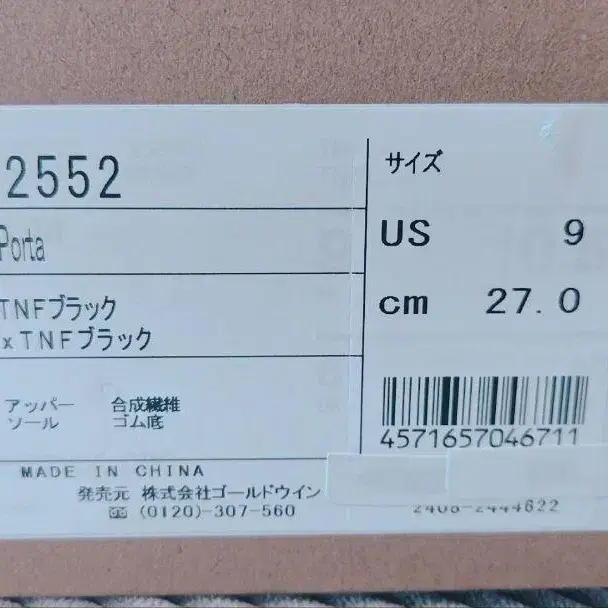 2552
Porta
TNFブラック
xTNFブラック
アッパー 合成繊維
ソール ゴム底
MADE IN CHINA
発売元 株式会社ゴールドウイン
(0120)-307-560
サイズ
US 9
cm 27.0
4571657046711
2408-2444622